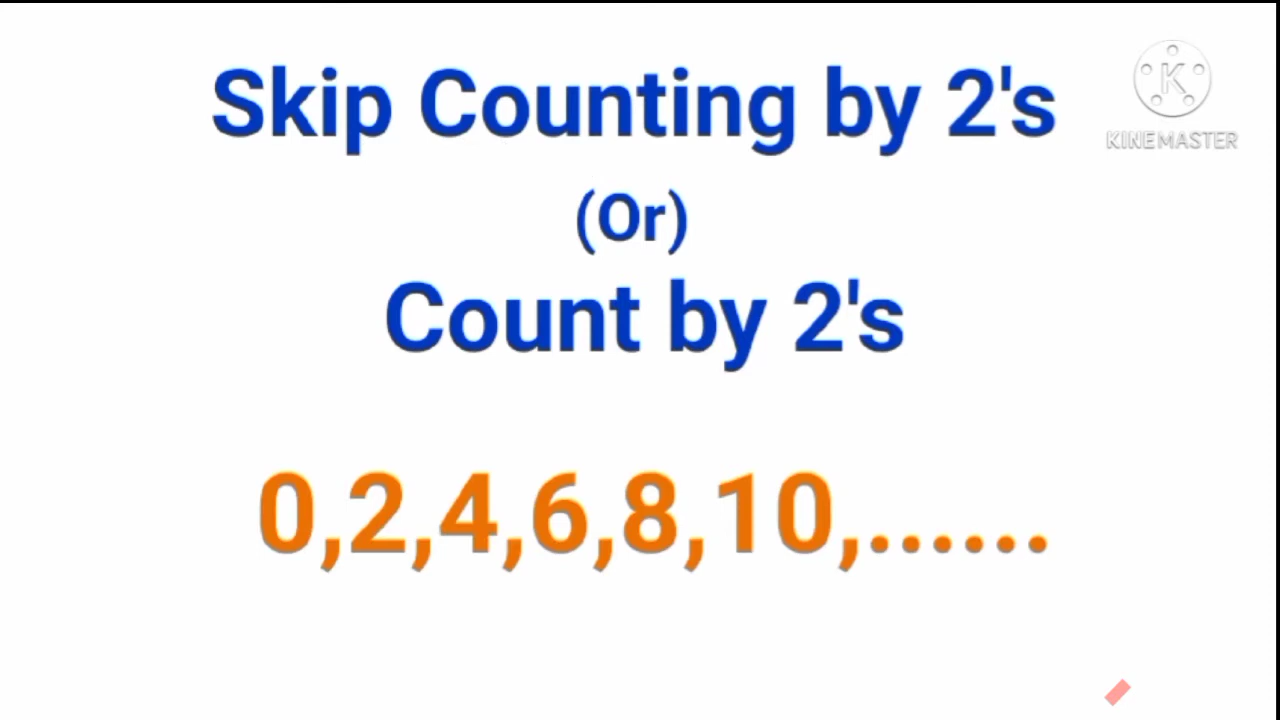 Skip Counting by 2's
K
KINEMASTER
(Or)
Count by 2's
0,2,4,6,8,10,......